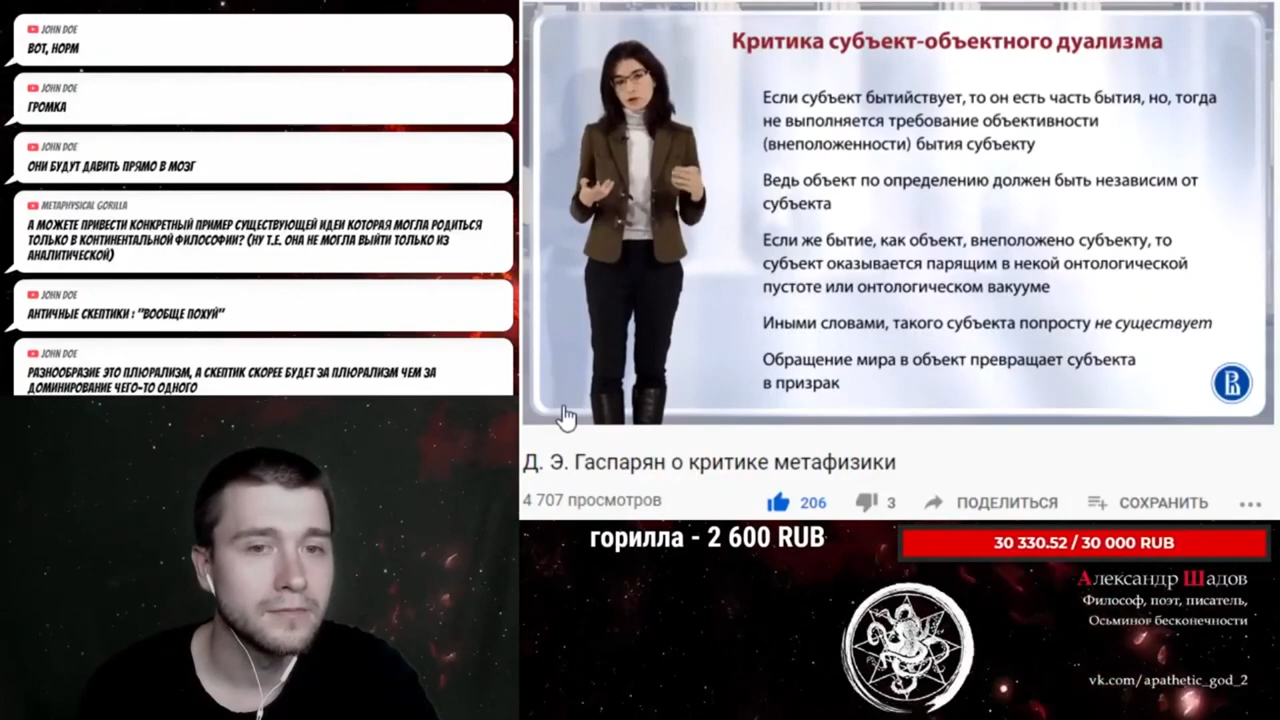 JOHN DOE
ВОТ, НОРМ
JOHN DOE
ГРОМКА
JOHN DOE
ОНИ БУДУТ ДАВИТЬ ПРЯМО В МОЗГ
METAPHYSICAL GORILLA
А МОЖЕТЕ ПРИВЕСТИ КОНКРЕТНЫЙ ПРИМЕР СУЩЕСТВУЮЩЕЙ ИДЕИ КОТОРАЯ МОГЛА РОДИТЬСЯ
ТОЛЬКО В КОНТИНЕНТАЛЬНОЙ ФИЛОСОФИИ? (НУ Т.Е. ОНА НЕ МОГЛА ВЫЙТИ ТОЛЬКО ИЗ
АНАЛИТИЧЕСКОЙ)
JOHN DOE
АНТИЧНЫЕ СКЕПТИКИ : "ВООБЩЕ ПОХУЙ"
JOHN DOE
РАЗНООБРАЗИЕ ЭТО ПЛЮРАЛИЗМ, А СКЕПТИК СКОРЕЕ БУДЕТ ЗА ПЛЮРАЛИЗМ ЧЕМ ЗА
ДОМИНИРОВАНИЕ ЧЕГО-ТО ОДНОГО
Критика субъект-объектного дуализма
Если субъект бытийствует, то он есть часть бытия, но, тогда
не выполняется требование объективности
(внеположенности) бытия субъекту
Ведь объект по определению должен быть независим от
субъекта
Если же бытие, как объект, внеположено субъекту, то
субъект оказывается парящим в некой онтологической
пустоте или онтологическом вакууме
Иными словами, такого субъекта попросту не существует
Обращение мира в объект превращает субъекта
в призрак
Д. Э. Гаспарян о критике метафизики
4 707 просмотров
206
3
ПОДЕЛИТЬСЯ
СОХРАНИТЬ
горилла - 2 600 RUB
30 330.52 / 30 000 RUB
Александр Шадов
Философ, поэт, писатель,
Осьминог бесконечности
vk.com/apathetic_god_2